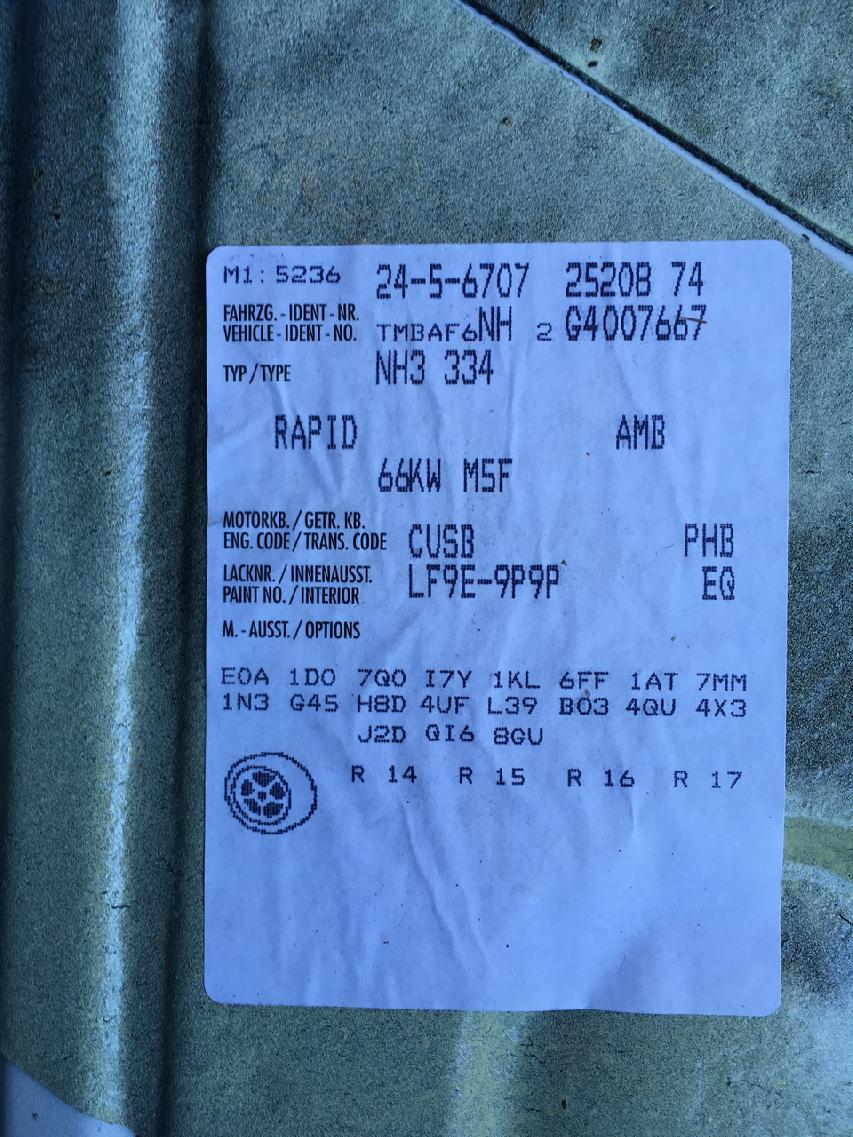 M1: 5236 24-5-6707 2520B 74
FAHRZG.-IDENT-NR.
VEHICLE-IDENT-NO. TMBAF6NH 2 G4007667
TYP/TYPE NH3 334
RAPID AMB
66KW M5F
MOTORKB./GETR. KB.
ENG. CODE/TRANS. CODE CUSB PHB
LACKNR./INNENAUSST.
PAINT NO./INTERIOR LF9E-9P9P EQ
M.-AUSST./OPTIONS
E0A 1D0 7Q0 I7Y 1KL 6FF 1AT 7MM
1N3 G45 H8D 4UF L39 B03 4QU 4X3
J2D QI6 8GU
R 14 R 15 R 16 R 17